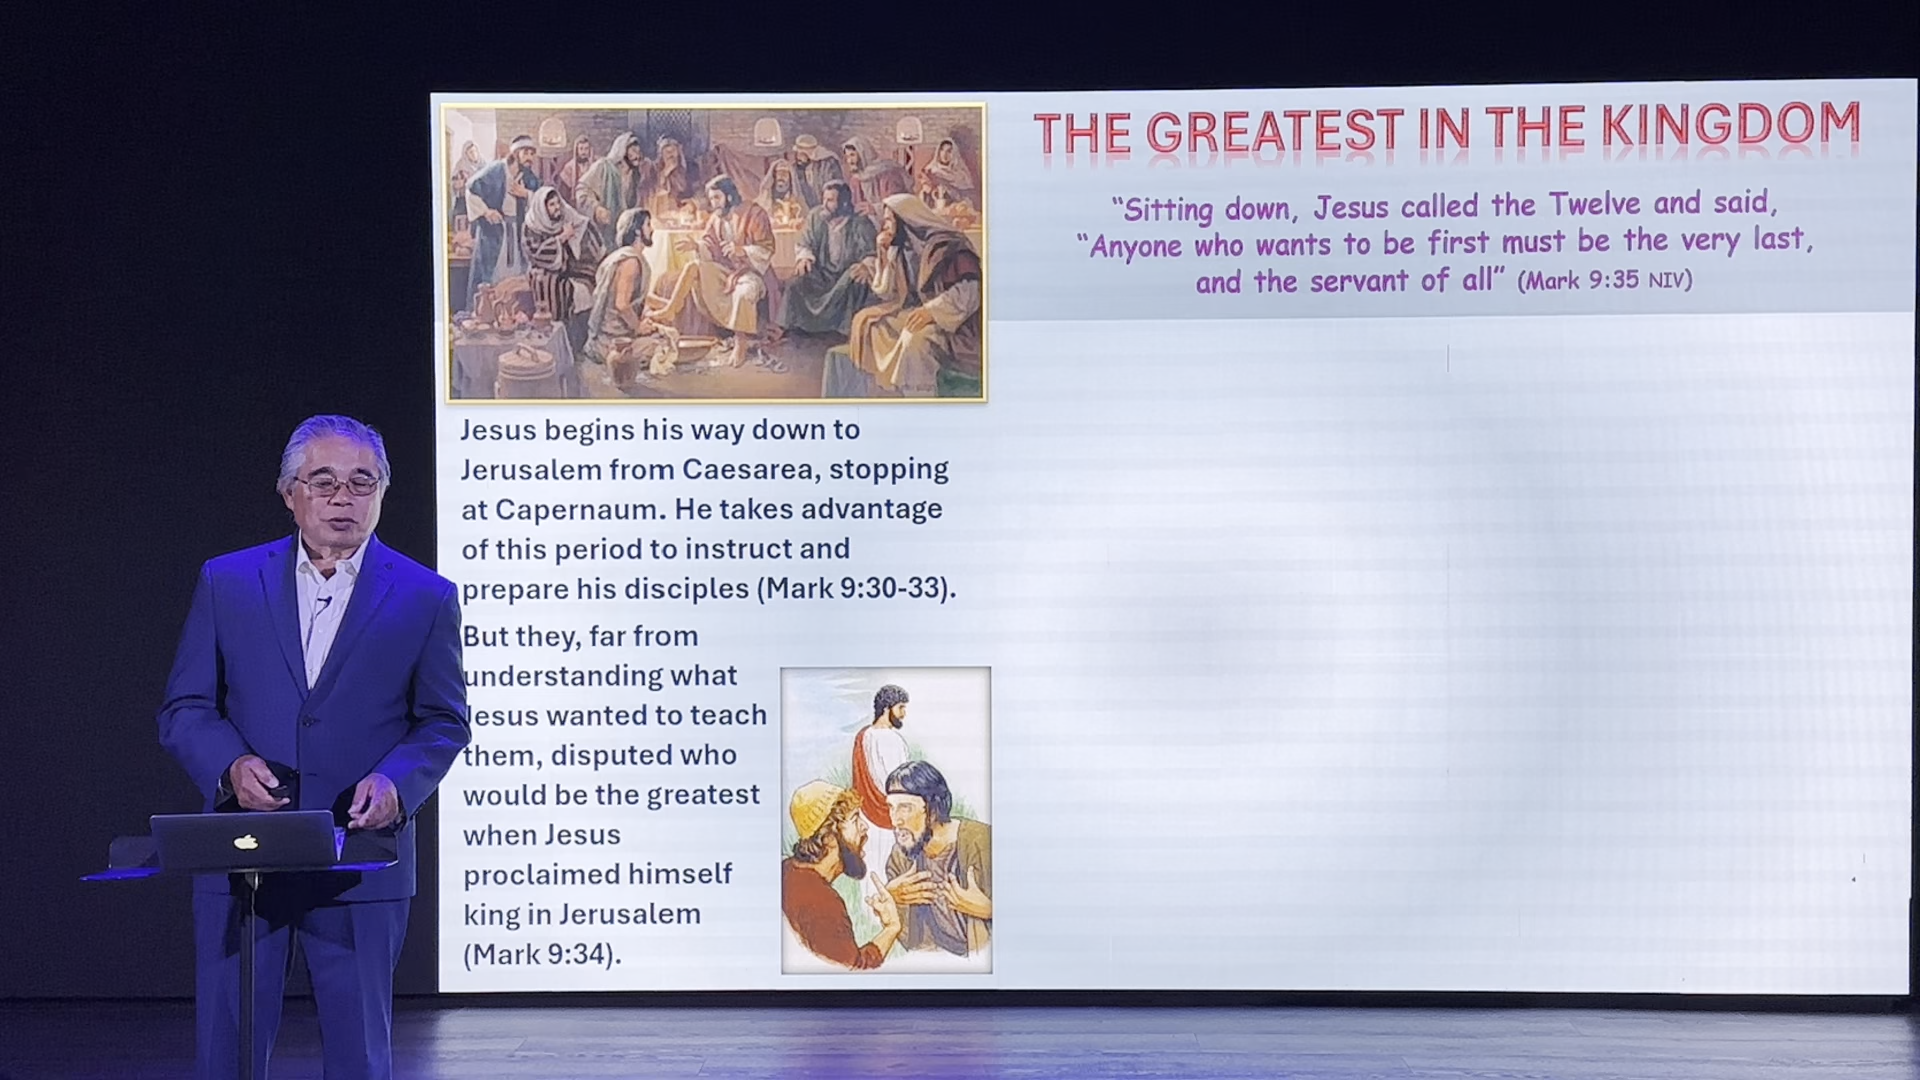 THE GREATEST IN THE KINGDOM
“Sitting down, Jesus called the Twelve and said,
“Anyone who wants to be first must be the very last,
and the servant of all” (Mark 9:35 NIV)
Jesus begins his way down to
Jerusalem from Caesarea, stopping
at Capernaum. He takes advantage
of this period to instruct and
prepare his disciples (Mark 9:30-33).
But they, far from
understanding what
Jesus wanted to teach
them, disputed who
would be the greatest
when Jesus
proclaimed himself
king in Jerusalem
(Mark 9:34).